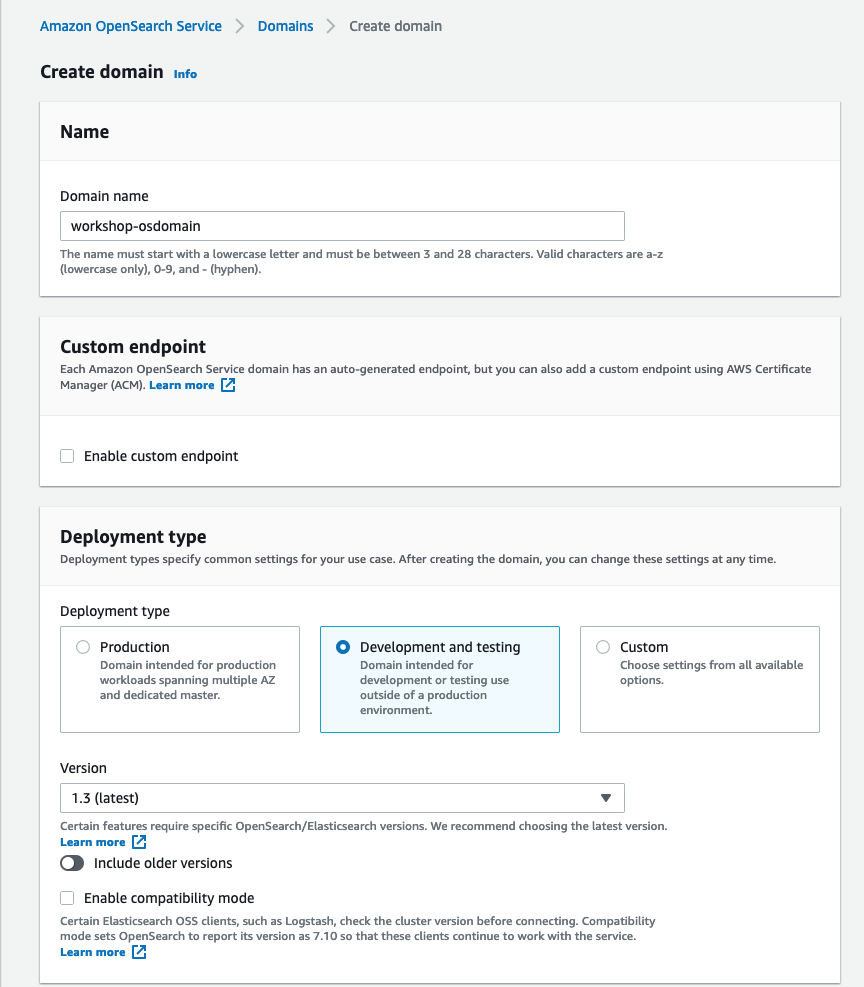 Amazon OpenSearch Service > Domains > Create domain
Create domain Info
Name
Domain name
workshop-osdomain
The name must start with a lowercase letter and must be between 3 and 28 characters. Valid characters are a-z
(lowercase only), 0-9, and - (hyphen).
Custom endpoint
Each Amazon OpenSearch Service domain has an auto-generated endpoint, but you can also add a custom endpoint using AWS Certificate
Manager (ACM). Learn more
Enable custom endpoint
Deployment type
Deployment types specify common settings for your use case. After creating the domain, you can change these settings at any time.
Deployment type
Production
Domain intended for production
workloads spanning multiple AZ
and dedicated master.
Development and testing
Domain intended for
development or testing use
outside of a production
environment.
Custom
Choose settings from all available
options.
Version
1.3 (latest)
Certain features require specific OpenSearch/Elasticsearch versions. We recommend choosing the latest version.
Learn more
Include older versions
Enable compatibility mode
Certain Elasticsearch OSS clients, such as Logstash, check the cluster version before connecting. Compatibility
mode sets OpenSearch to report its version as 7.10 so that these clients continue to work with the service.
Learn more